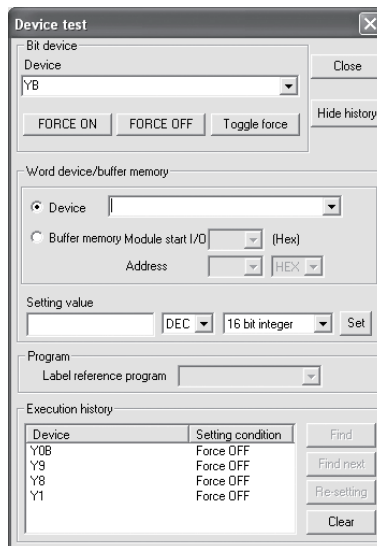 Device test
Bit device
Device
YB
Close
FORCE ON FORCE OFF Toggle force
Hide history
Word device/buffer memory
Device
Buffer memory Module start I/O (Hex)
Address HEX
Setting value
DEC 16 bit integer Set
Program
Label reference program
Execution history
Device Setting condition
Y0B Force OFF
Y9 Force OFF
Y8 Force OFF
Y1 Force OFF
Find
Find next
Re-setting
Clear